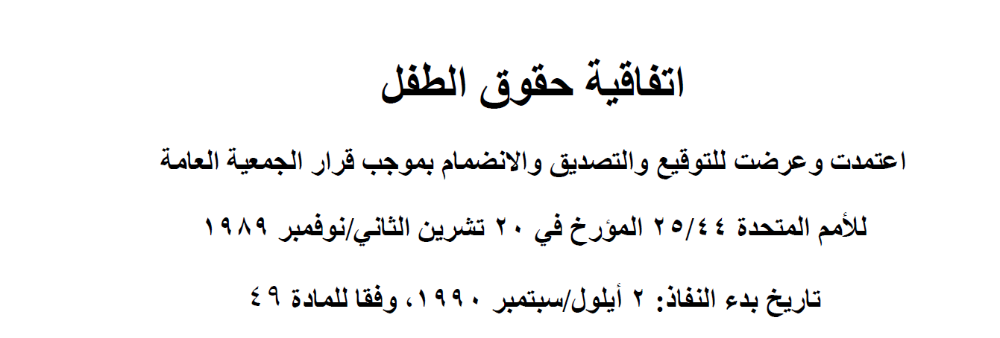 اتفاقية حقوق الطفل
اعتمدت وعرضت للتوقيع والتصديق والانضمام بموجب قرار الجمعية العامة
للأمم المتحدة ٢٥/٤٤ المؤرخ في ٢٠ تشرين الثاني/نوفمبر ١٩٨٩
تاريخ بدء النفاذ: ٢ أيلول/سبتمبر ١٩٩٠، وفقا للمادة ٤٩